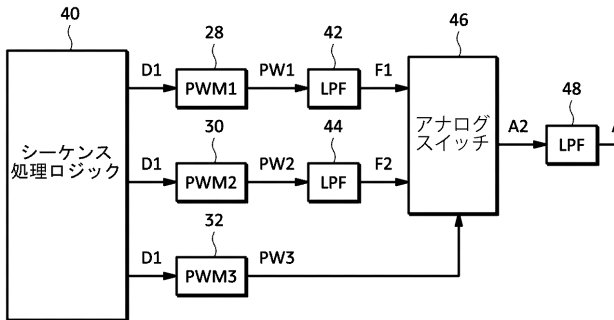 40
28
42
46
48
D1
PWM1
PW1
LPF
F1
シーケンス
処理ロジック
アナログ
スイッチ
A2
LPF
30
44
D1
PWM2
PW2
LPF
F2
32
D1
PWM3
PW3